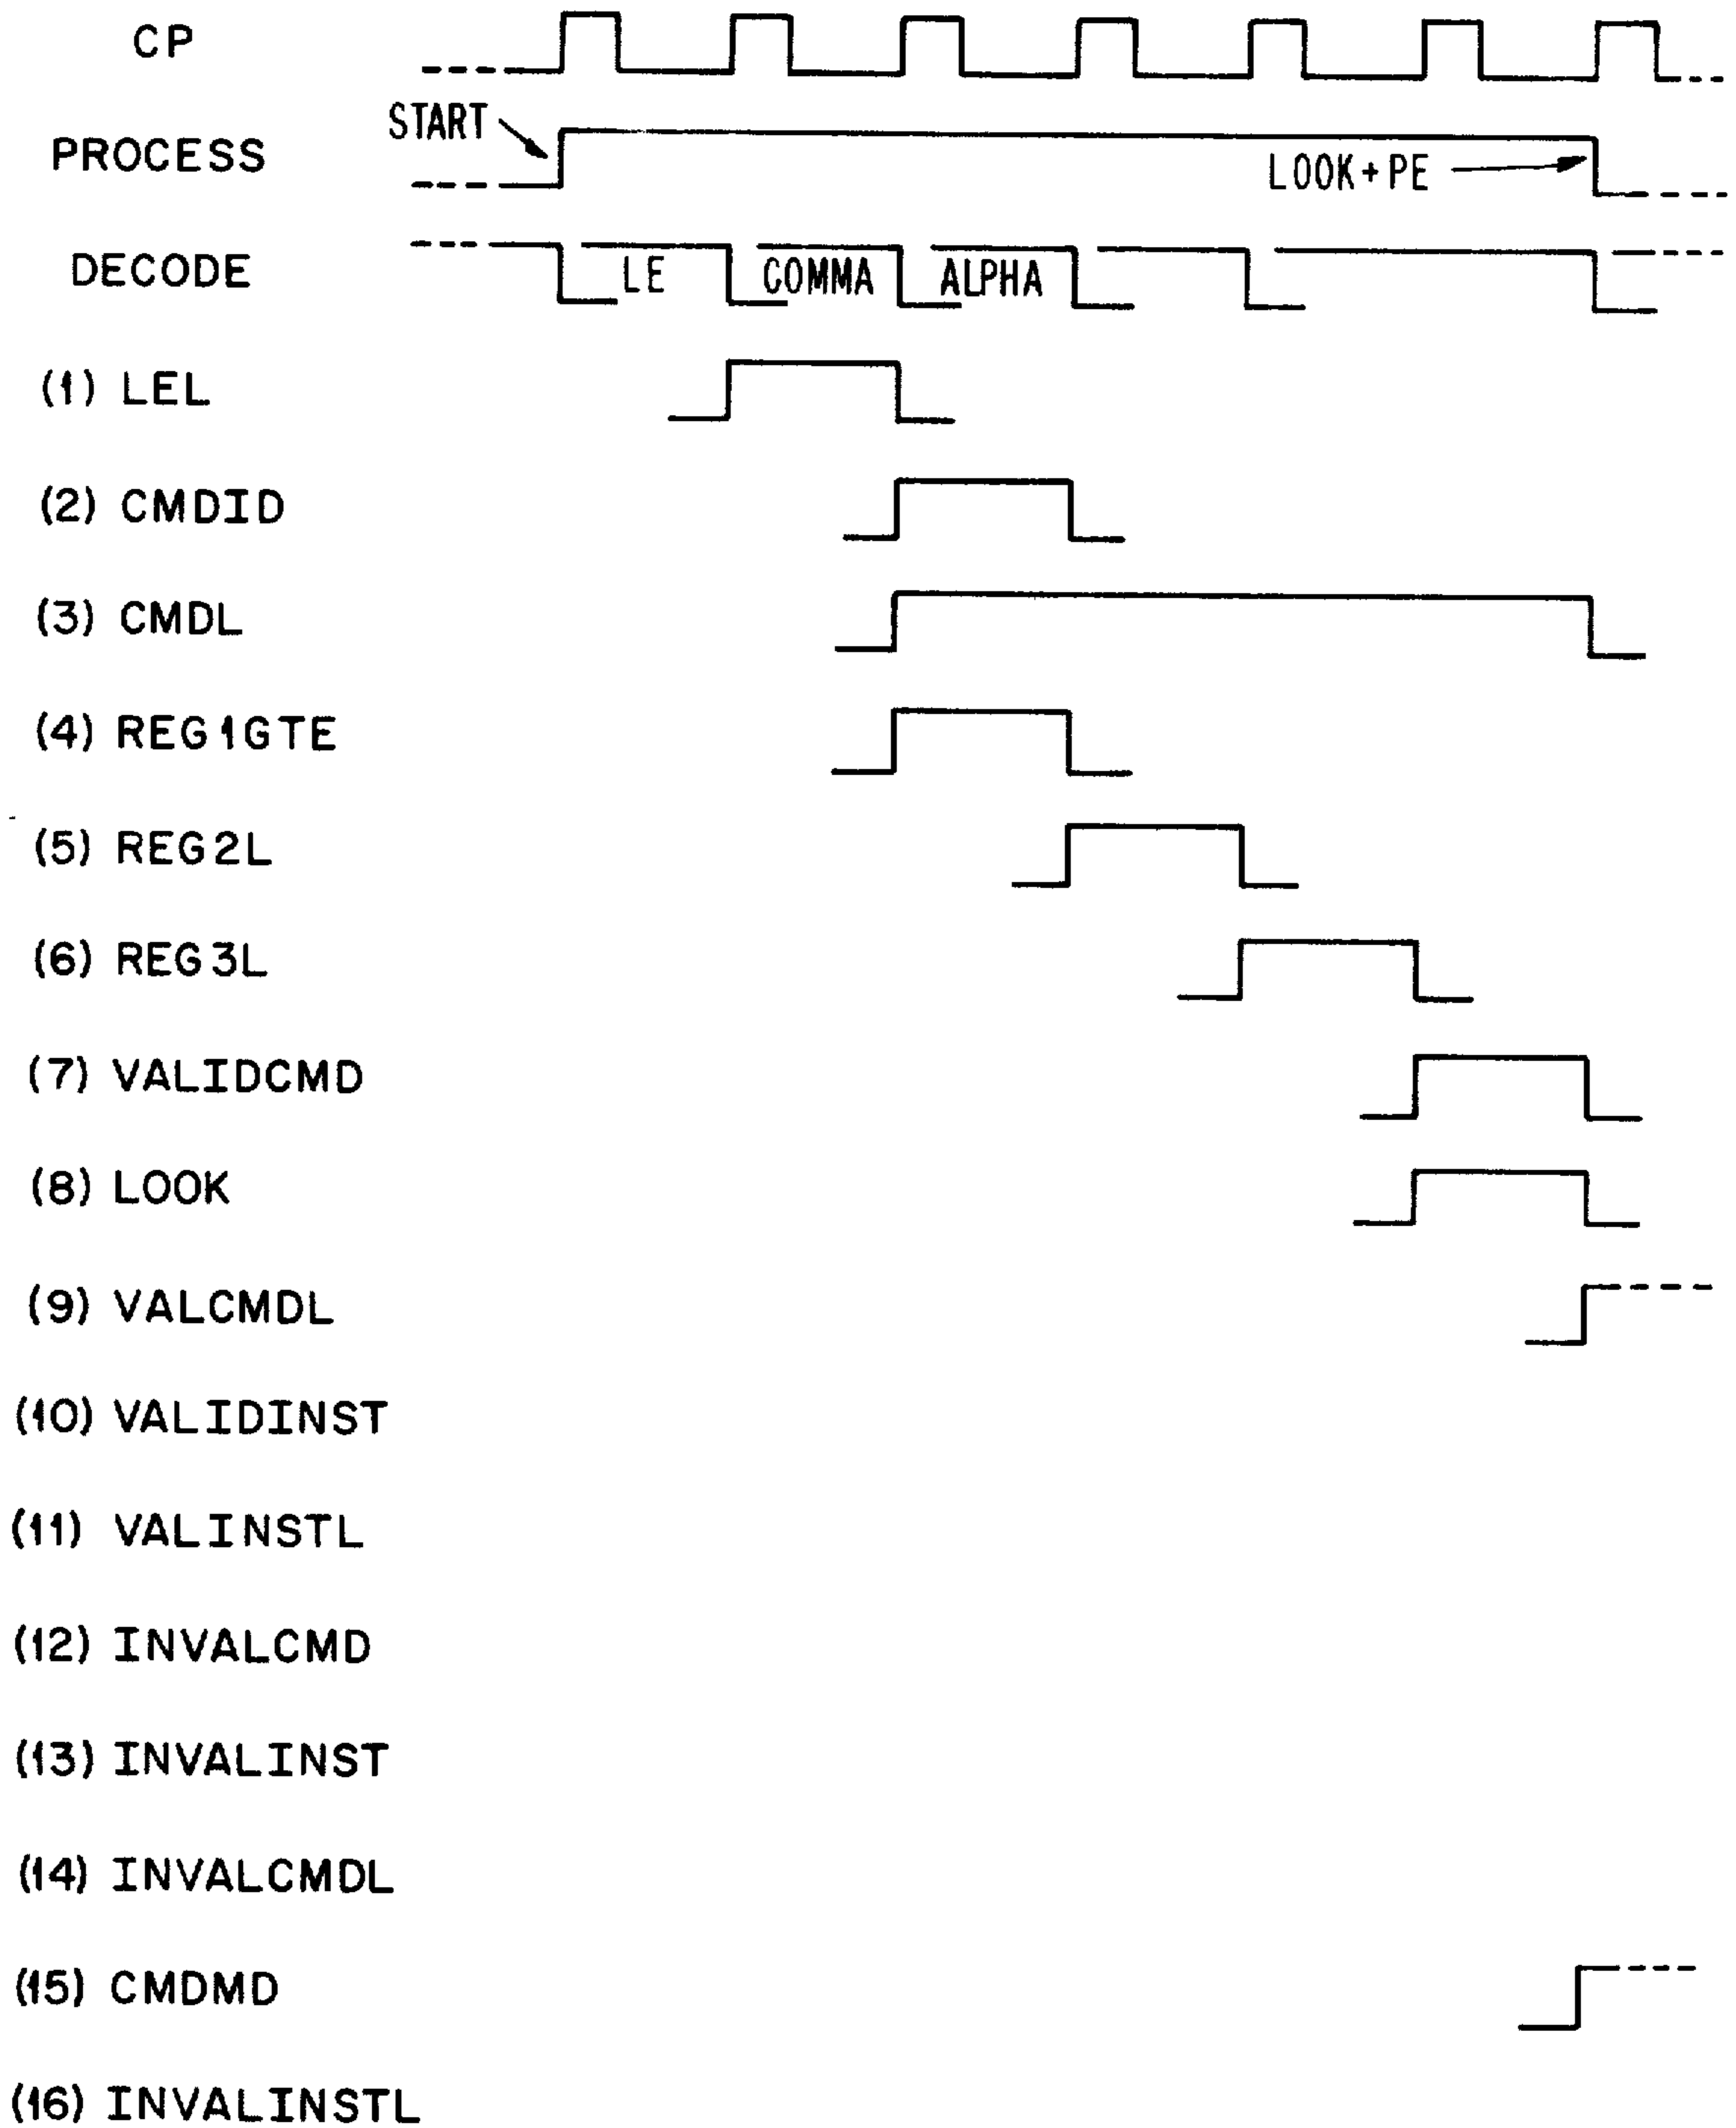 CP
START
PROCESS
LOOK+PE
DECODE
LE COMMA ALPHA
(1) LEL
(2) CMDID
(3) CMDL
(4) REG1GTE
(5) REG2L
(6) REG3L
(7) VALIDCMD
(8) LOOK
(9) VALCMDL
(10) VALIDINST
(11) VALINSTL
(12) INVALCMD
(13) INVALINST
(14) INVALCMDL
(15) CMDMD
(16) INVALINSTL